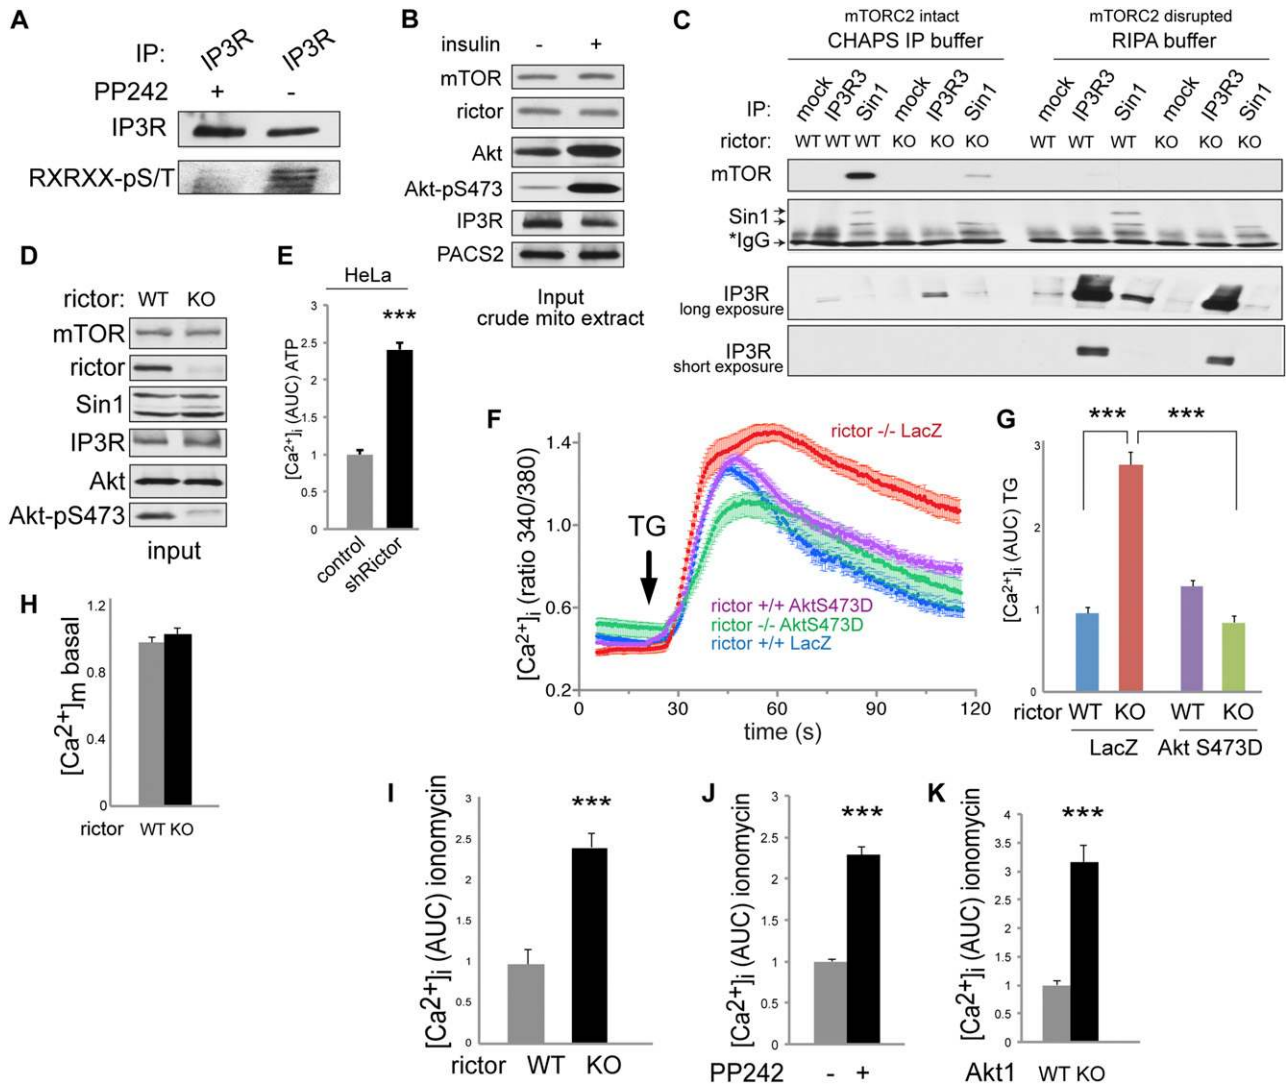 A
IP: IP3R IP3R
PP242 + -
IP3R
RXRXX-pS/T
B
insulin - +
mTOR
rictor
Akt
Akt-pS473
IP3R
PACS2
Input
crude mito extract
C
mTORC2 intact mTORC2 disrupted
CHAPS IP buffer RIPA buffer
IP: mock IP3R3 Sin1 mock IP3R3 Sin1 mock IP3R3 Sin1 mock IP3R3 Sin1
rictor: WT WT WT KO KO KO WT WT WT KO KO KO
mTOR
Sin1
*IgG
IP3R
long exposure
IP3R
short exposure
D
rictor: WT KO
mTOR
rictor
Sin1
IP3R
Akt
Akt-pS473
input
E
HeLa
***
[Ca2+]i (AUC) ATP
3
2.5
2
1.5
1
0.5
0
control shRictor
F
[Ca2+]i (ratio 340/380)
1.4
1.0
0.6
0.2
TG
rictor -/- LacZ
rictor +/+ AktS473D
rictor -/- AktS473D
rictor +/+ LacZ
0 30 60 90 120
time (s)
G
*** ***
[Ca2+]i (AUC) TG
3
2
1
0
rictor WT KO WT KO
LacZ Akt S473D
H
[Ca2+]m basal
1.2
0.8
0.4
0
rictor WT KO
I
***
[Ca2+]i (AUC) ionomycin
3
2.5
2
1.5
1
0.5
0
rictor WT KO
J
***
[Ca2+]i (AUC) ionomycin
3
2.5
2
1.5
1
0.5
0
PP242 - +
K
***
[Ca2+]i (AUC) ionomycin
4
3.5
3
2.5
2
1.5
1
0.5
0
Akt1 WT KO